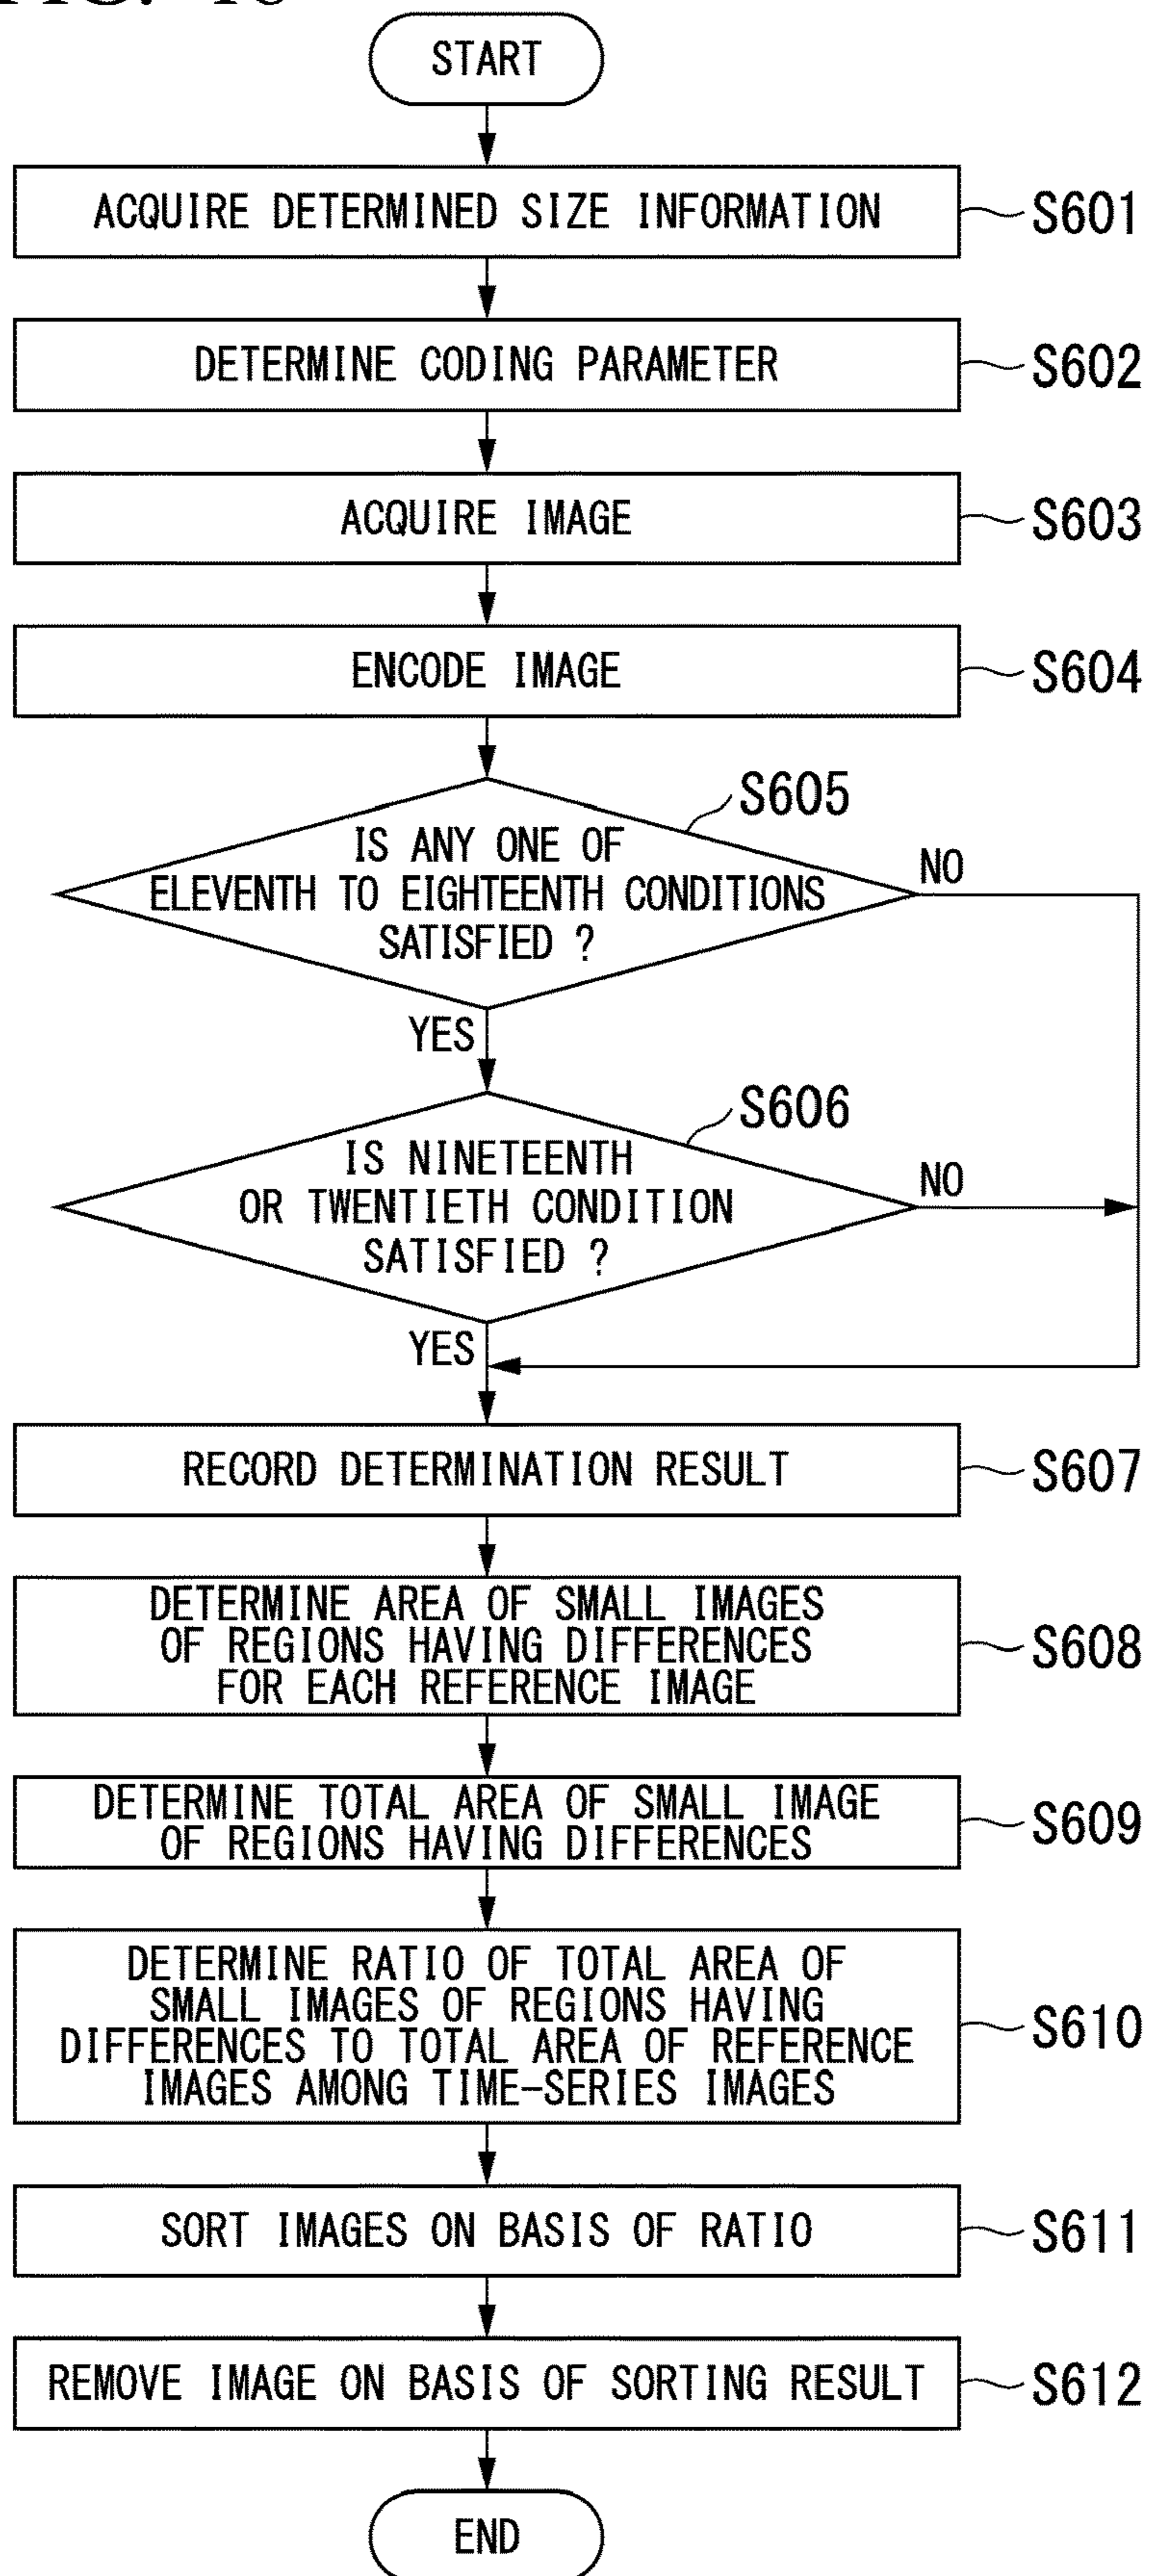 START
ACQUIRE DETERMINED SIZE INFORMATION
S601
DETERMINE CODING PARAMETER
S602
ACQUIRE IMAGE
S603
ENCODE IMAGE
S604
S605
IS ANY ONE OF
ELEVENTH TO EIGHTEENTH CONDITIONS
SATISFIED ?
NO
YES
S606
IS NINETEENTH
OR TWENTIETH CONDITION
SATISFIED ?
NO
YES
RECORD DETERMINATION RESULT
S607
DETERMINE AREA OF SMALL IMAGES
OF REGIONS HAVING DIFFERENCES
FOR EACH REFERENCE IMAGE
S608
DETERMINE TOTAL AREA OF SMALL IMAGE
OF REGIONS HAVING DIFFERENCES
S609
DETERMINE RATIO OF TOTAL AREA OF
SMALL IMAGES OF REGIONS HAVING
DIFFERENCES TO TOTAL AREA OF REFERENCE
IMAGES AMONG TIME-SERIES IMAGES
S610
SORT IMAGES ON BASIS OF RATIO
S611
REMOVE IMAGE ON BASIS OF SORTING RESULT
S612
END